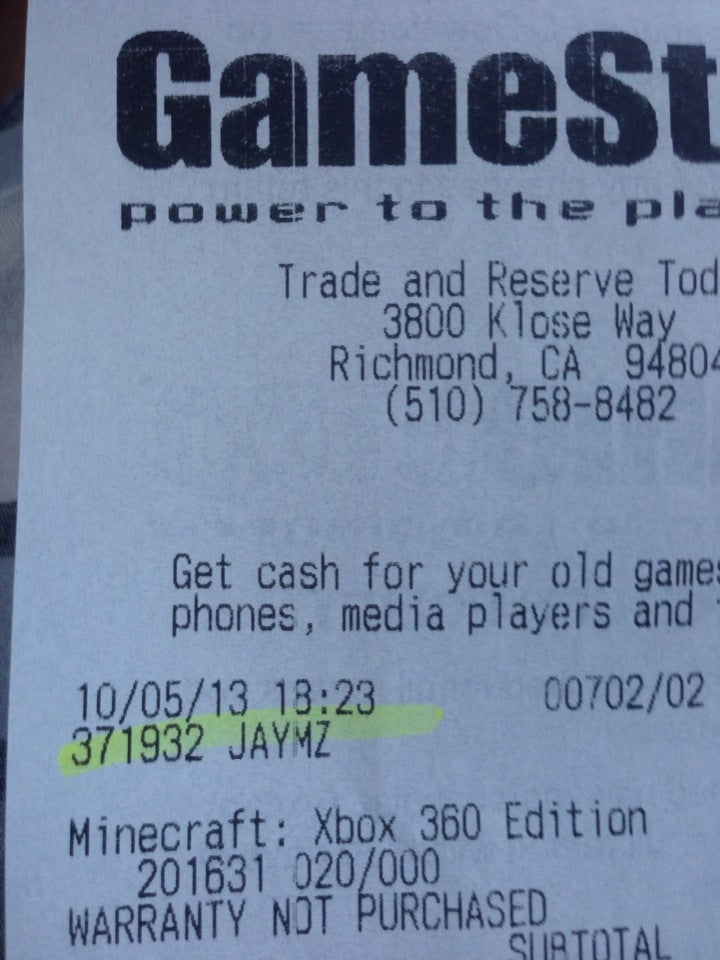 GameSt
power to the pla
Trade and Reserve Tod
3800 Klose Way
Richmond, CA 94804
(510) 758-8482
Get cash for your old games
phones, media players and
10/05/13 18:23 00702/02
371932 JAYMZ
Minecraft: Xbox 360 Edition
201631 020/000
WARRANTY NOT PURCHASED
SUBTOTAL